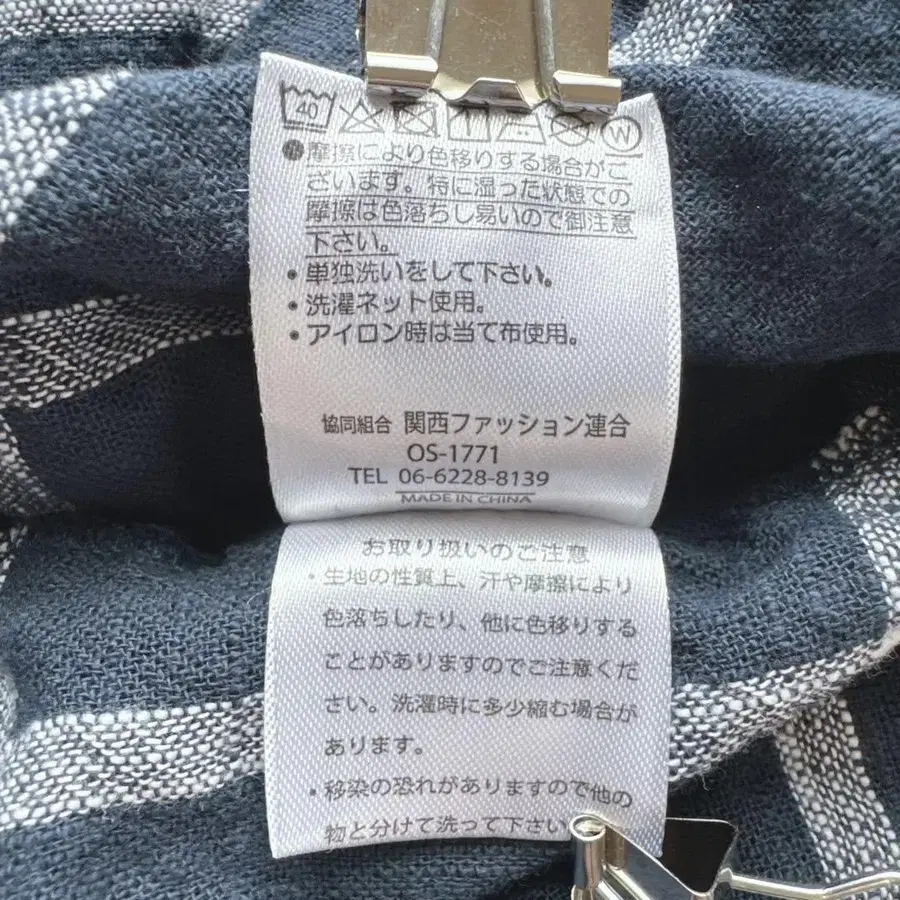 40
W
●摩擦により色移りする場合がご
ざいます。特に湿った状態での
摩擦は色落ちし易いので御注意
下さい。
・単独洗いをして下さい。
・洗濯ネット使用。
・アイロン時は当て布使用。
協同組合 関西ファッション連合
OS-1771
TEL 06-6228-8139
MADE IN CHINA
お取り扱いのご注意
・生地の性質上、汗や摩擦により
色落ちしたり、他に色移りする
ことがありますのでご注意くだ
さい。洗濯時に多少縮む場合が
あります。
・移染の恐れがありますので他の
物と分けて洗って下さい